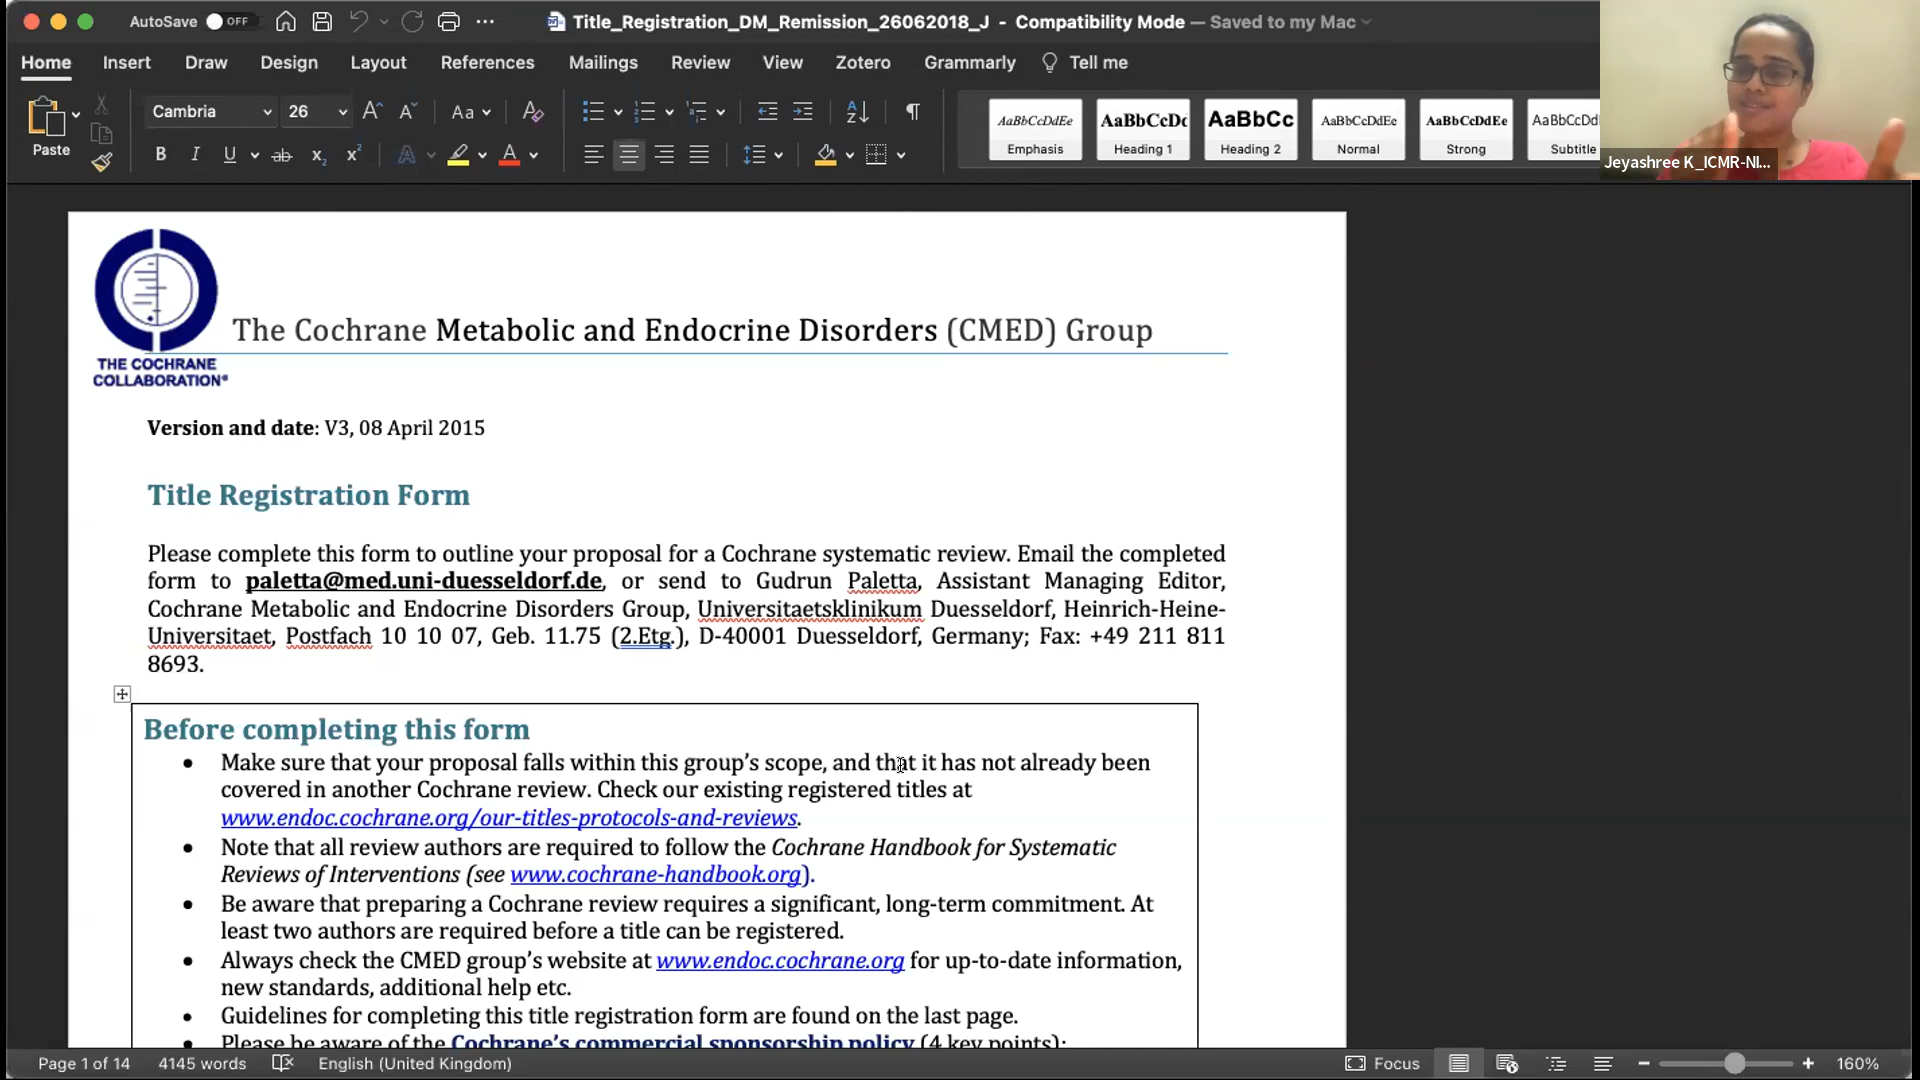 AutoSave OFF
Title_Registration_DM_Remission_26062018_J - Compatibility Mode — Saved to my Mac
Home Insert Draw Design Layout References Mailings Review View Zotero Grammarly Tell me
Paste
Cambria 26
Aa
AaBbCcDdEe AaBbCcDc AaBbCc AaBbCcDdEe AaBbCcDdEe AaBbCcDd
Emphasis Heading 1 Heading 2 Normal Strong Subtitle
Jeyashree K_ICMR-NI...
THE COCHRANE
COLLABORATION®
The Cochrane Metabolic and Endocrine Disorders (CMED) Group
Version and date: V3, 08 April 2015
Title Registration Form
Please complete this form to outline your proposal for a Cochrane systematic review. Email the completed
form to paletta@med.uni-duesseldorf.de, or send to Gudrun Paletta, Assistant Managing Editor,
Cochrane Metabolic and Endocrine Disorders Group, Universitaetsklinikum Duesseldorf, Heinrich-Heine-
Universitaet, Postfach 10 10 07, Geb. 11.75 (2.Etg.), D-40001 Duesseldorf, Germany; Fax: +49 211 811
8693.
Before completing this form
• Make sure that your proposal falls within this group's scope, and that it has not already been
covered in another Cochrane review. Check our existing registered titles at
www.endoc.cochrane.org/our-titles-protocols-and-reviews.
• Note that all review authors are required to follow the Cochrane Handbook for Systematic
Reviews of Interventions (see www.cochrane-handbook.org).
• Be aware that preparing a Cochrane review requires a significant, long-term commitment. At
least two authors are required before a title can be registered.
• Always check the CMED group's website at www.endoc.cochrane.org for up-to-date information,
new standards, additional help etc.
• Guidelines for completing this title registration form are found on the last page.
• Please be aware of the Cochrane's commercial sponsorship policy (4 key points):
Page 1 of 14 4145 words English (United Kingdom) Focus 160%